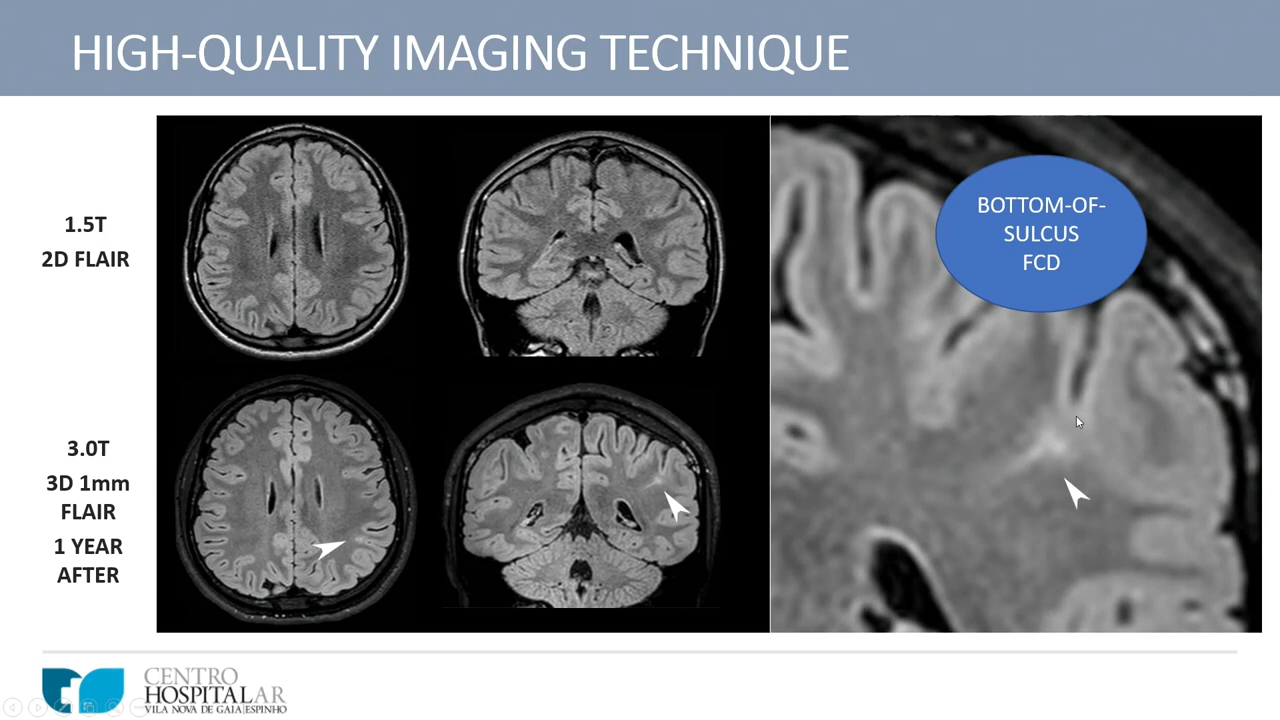 HIGH-QUALITY IMAGING TECHNIQUE
1.5T
2D FLAIR
3.0T
3D 1mm
FLAIR
1 YEAR
AFTER
BOTTOM-OF-
SULCUS
FCD
CENTRO
HOSPITALAR
VILA NOVA DE GAIA|ESPINHO